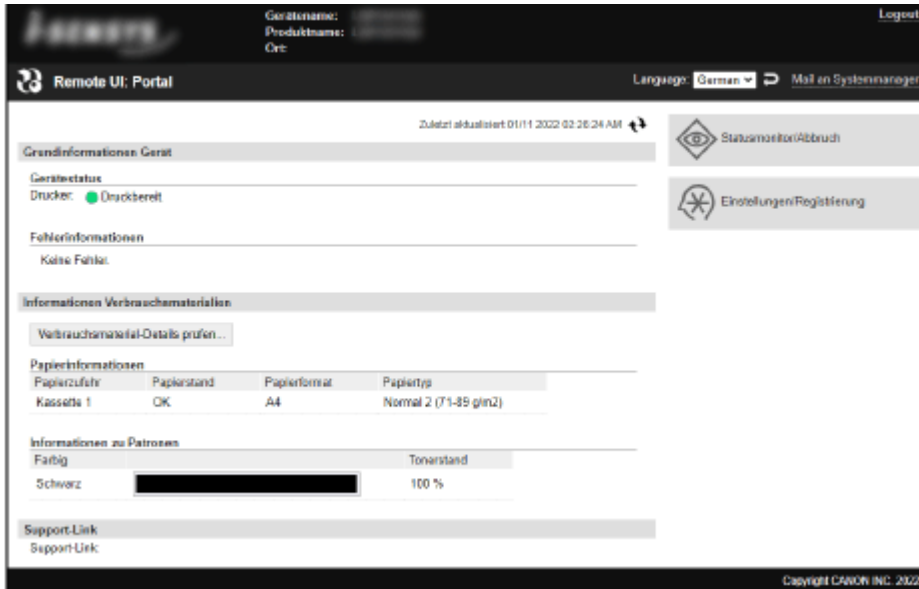 Gerätename:
Produktname:
Ort:
Logout
Remote UI: Portal
Language: German
Mail an Systemmanager
Zuletzt aktualisiert:01/11 2022 02:26:24 AM
Grundinformationen Gerät
Gerätestatus
Drucker: Druckbereit
Fehlerinformationen
Keine Fehler.
Informationen Verbrauchsmaterialien
Verbrauchsmaterial-Details prüfen...
Papierinformationen
Papierzufuhr Papierstand Papierformat Papiertyp
Kassette 1 OK A4 Normal 2 (71-89 g/m2)
Informationen zu Patronen
Farbig Tonerstand
Schwarz 100 %
Support-Link
Support-Link:
Statusmonitor/Abbruch
Einstellungen/Registrierung
Copyright CANON INC. 2022